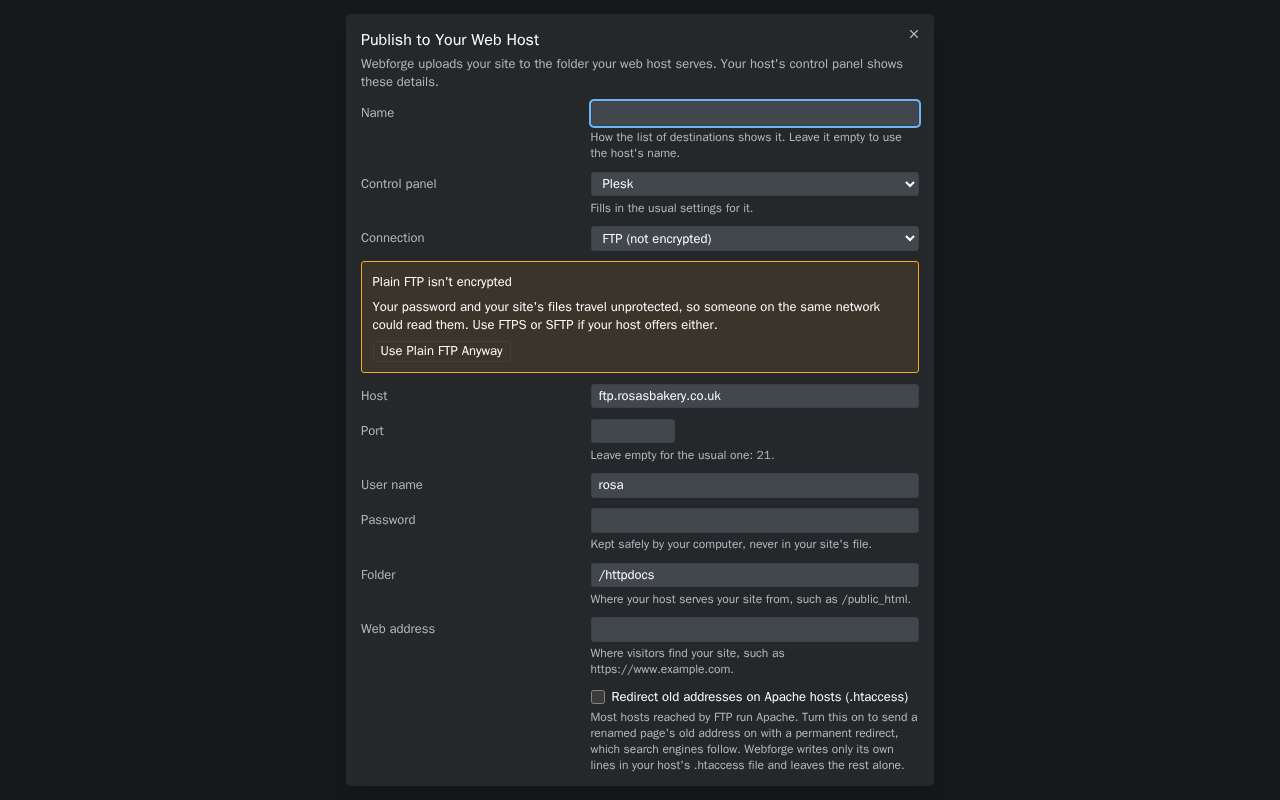 Publish to Your Web Host
Webforge uploads your site to the folder your web host serves. Your host's control panel shows
these details.
Name
How the list of destinations shows it. Leave it empty to use
the host's name.
Control panel
Plesk
Fills in the usual settings for it.
Connection
FTP (not encrypted)
Plain FTP isn't encrypted
Your password and your site's files travel unprotected, so someone on the same network
could read them. Use FTPS or SFTP if your host offers either.
Use Plain FTP Anyway
Host
ftp.rosasbakery.co.uk
Port
Leave empty for the usual one: 21.
User name
rosa
Password
Kept safely by your computer, never in your site's file.
Folder
/httpdocs
Where your host serves your site from, such as /public_html.
Web address
Where visitors find your site, such as
https://www.example.com.
Redirect old addresses on Apache hosts (.htaccess)
Most hosts reached by FTP run Apache. Turn this on to send a
renamed page's old address on with a permanent redirect,
which search engines follow. Webforge writes only its own
lines in your host's .htaccess file and leaves the rest alone.